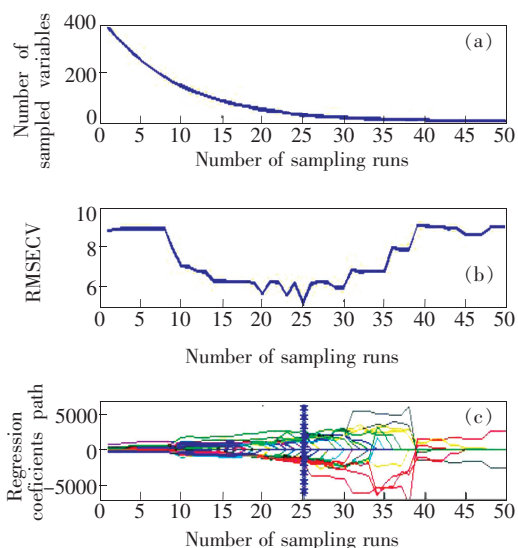 400
200
0
Number of
sampled variables
(a)
0 5 10 15 20 25 30 35 40 45 50
Number of sampling runs
10
8
6
RMSECV
(b)
0 5 10 15 20 25 30 35 40 45 50
Number of sampling runs
5000
0
-5000
Regression
coeficients path
(c)
0 5 10 15 20 25 30 35 40 45 50
Number of sampling runs